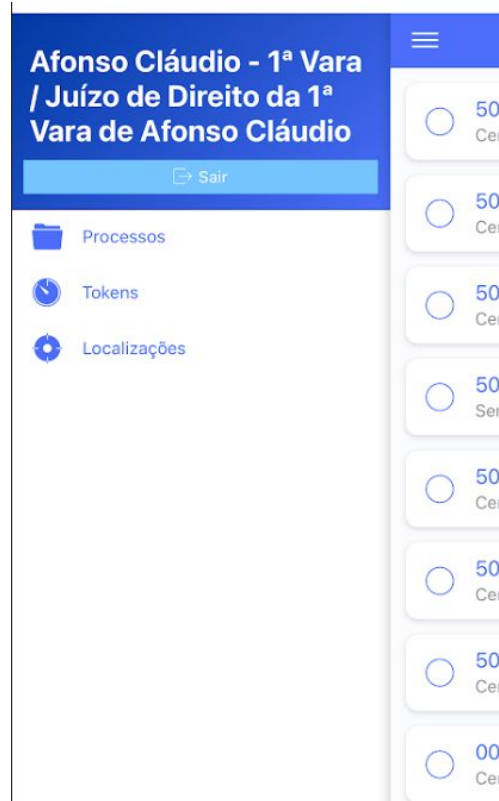 Afonso Cláudio - 1ª Vara
/ Juízo de Direito da 1ª
Vara de Afonso Cláudio
Sair
Processos
Tokens
Localizações
50
Cer
50
Cer
50
Cer
50
Sen
50
Cer
50
Cer
50
Cer
00
Cer